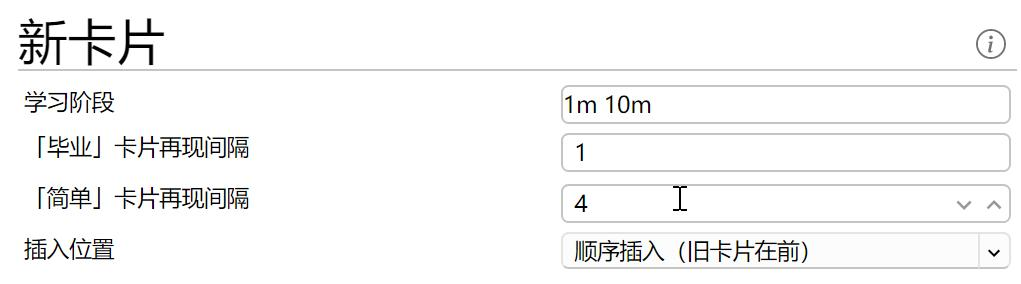 新卡片
学习阶段 1m 10m
「毕业」卡片再现间隔 1
「简单」卡片再现间隔 4
插入位置 顺序插入（旧卡片在前）